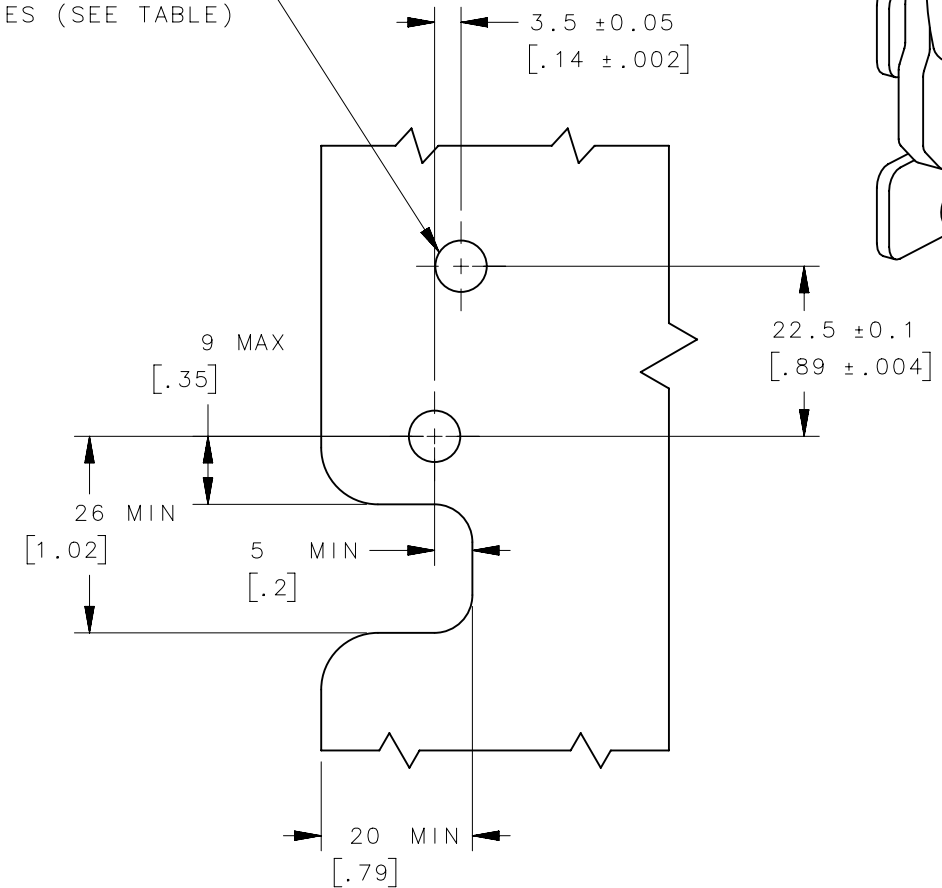 ES (SEE TABLE)
3.5 ±0.05
[.14 ±.002]
9 MAX
[.35]
22.5 ±0.1
[.89 ±.004]
26 MIN
[1.02]
5 MIN
[.2]
20 MIN
[.79]